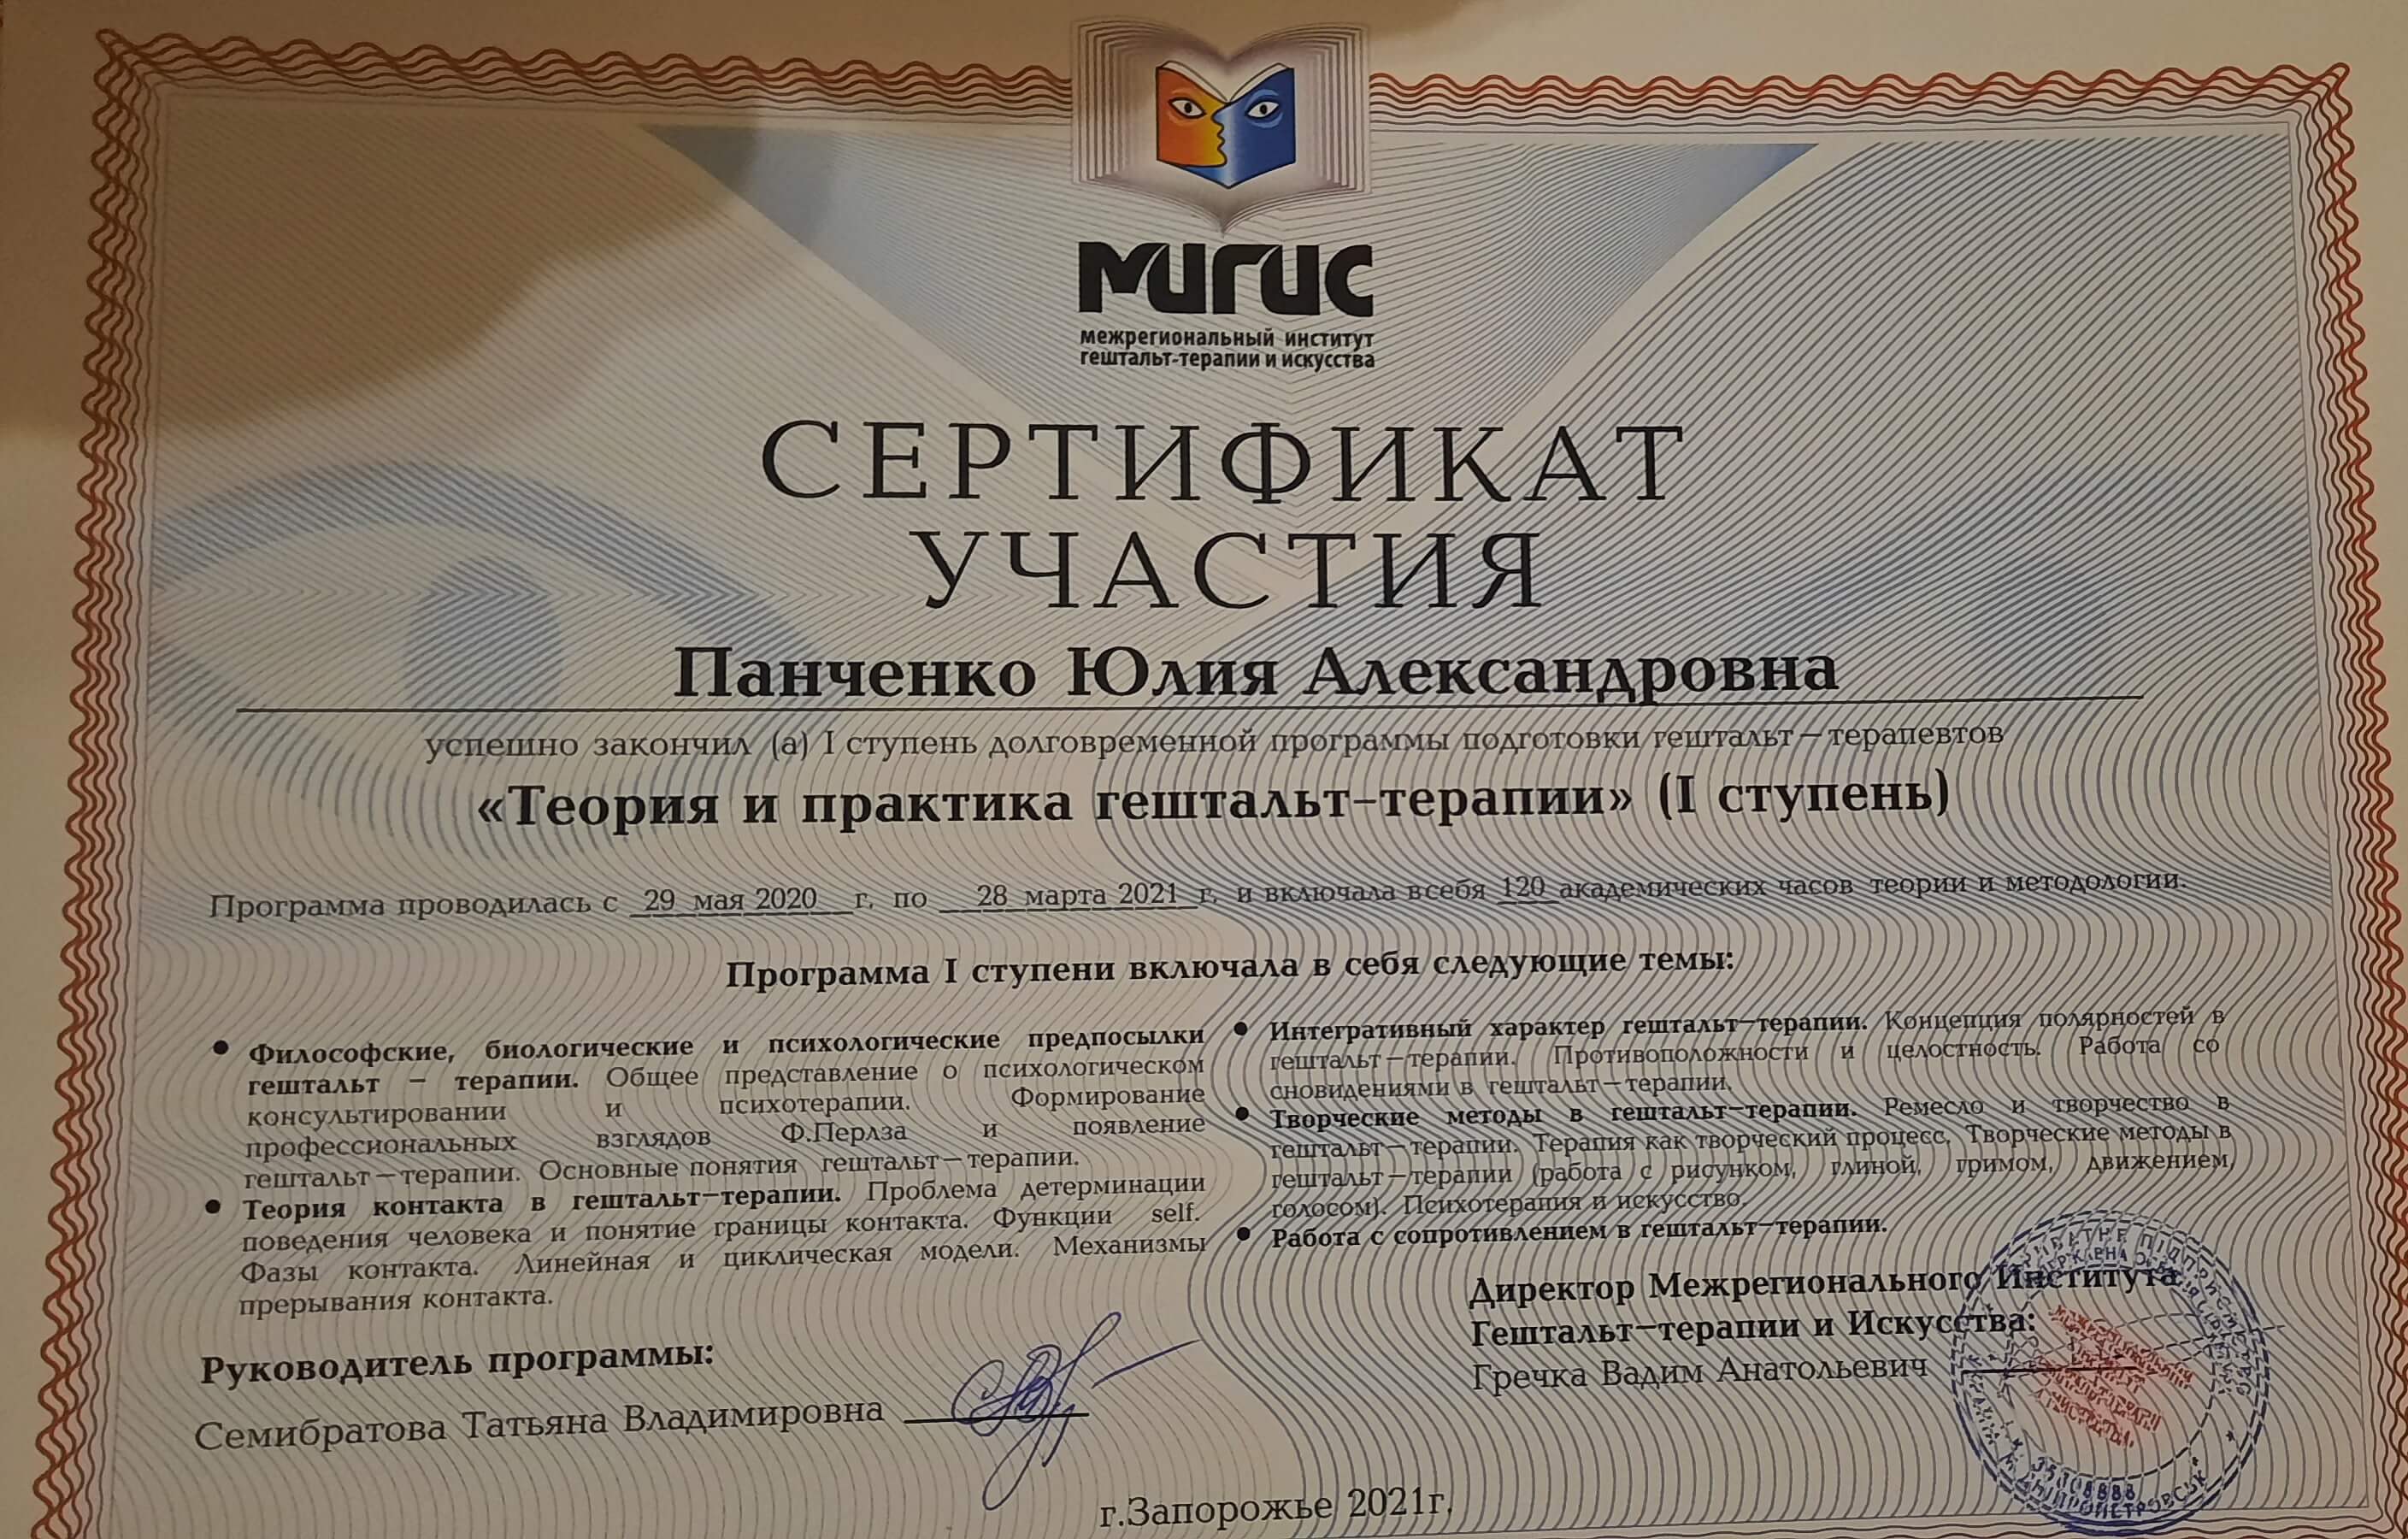 МИГИС
межрегиональный институт
гештальт-терапии и искусства
СЕРТИФИКАТ
УЧАСТИЯ
Панченко Юлия Александровна
успешно закончил (а) I ступень долговременной программы подготовки гештальт-терапевтов
«Теория и практика гештальт-терапии» (I ступень)
Программа проводилась с 29 мая 2020 г. по 28 марта 2021 г. и включала всебя 120 академических часов теории и методологии.
Программа I ступени включала в себя следующие темы:
• Философские, биологические и психологические предпосылки
гештальт - терапии. Общее представление о психологическом
консультировании и психотерапии. Формирование
профессиональных взглядов Ф.Перлза и появление
гештальт-терапии. Основные понятия гештальт-терапии.
• Теория контакта в гештальт-терапии. Проблема детерминации
поведения человека и понятие границы контакта. Функции self.
Фазы контакта. Линейная и циклическая модели. Механизмы
прерывания контакта.
• Интегративный характер гештальт-терапии. Концепция полярностей в
гештальт-терапии. Противоположности и целостность. Работа со
сновидениями в гештальт-терапии.
• Творческие методы в гештальт-терапии. Ремесло и творчество в
гештальт-терапии. Терапия как творческий процесс. Творческие методы в
гештальт-терапии (работа с рисунком, глиной, гримом, движением,
голосом). Психотерапия и искусство.
• Работа с сопротивлением в гештальт-терапии.
Руководитель программы:
Семибратова Татьяна Владимировна
Директор Межрегионального Института
Гештальт-терапии и Искусства:
Гречка Вадим Анатольевич
г.Запорожье 2021г.